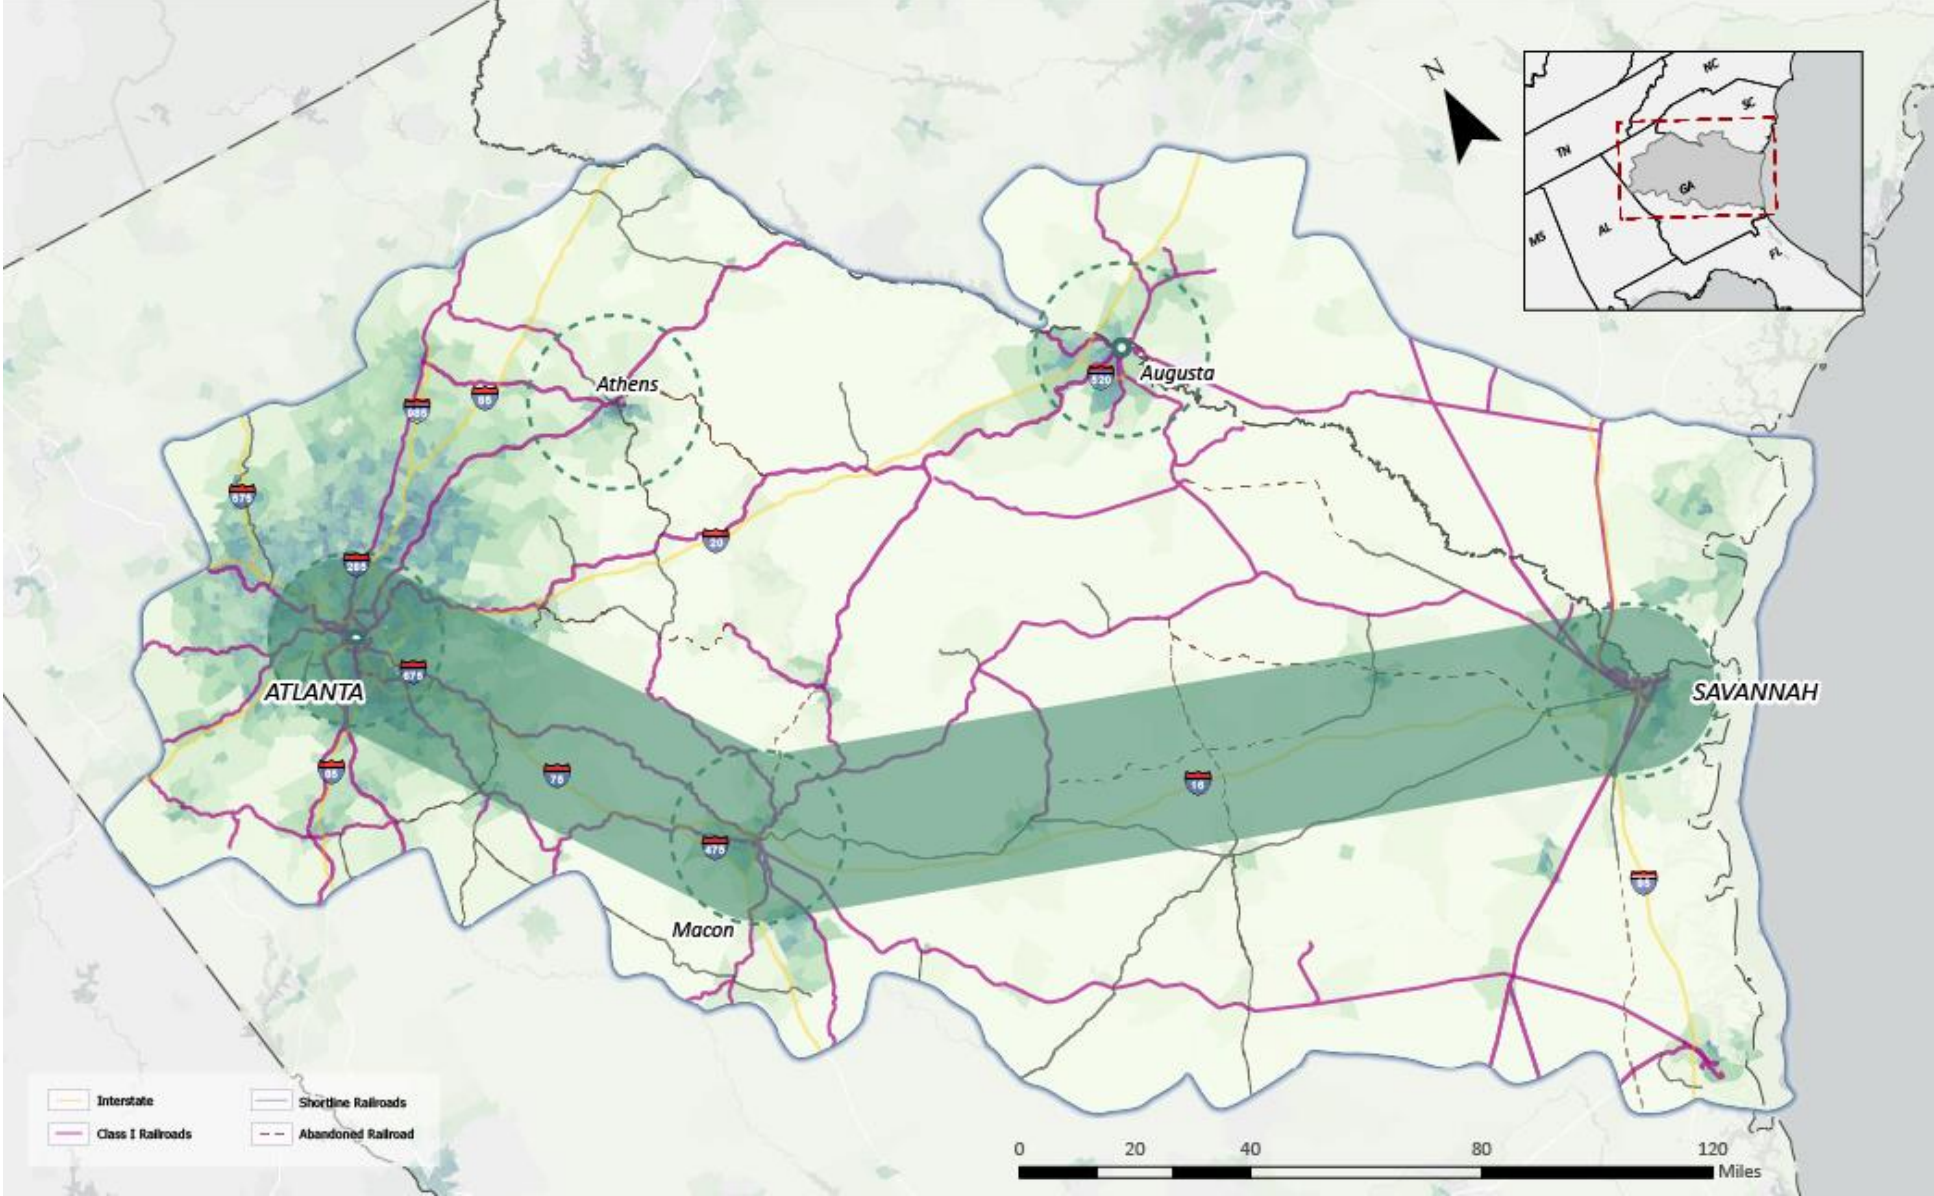 N
NC
SC
TN
GA
MS
AL
FL
Athens
Augusta
520
985
85
575
20
285
675
ATLANTA
SAVANNAH
85
75
16
475
95
Macon
Interstate
Shortline Railroads
Class I Railroads
Abandoned Railroad
0 20 40 80 120
Miles